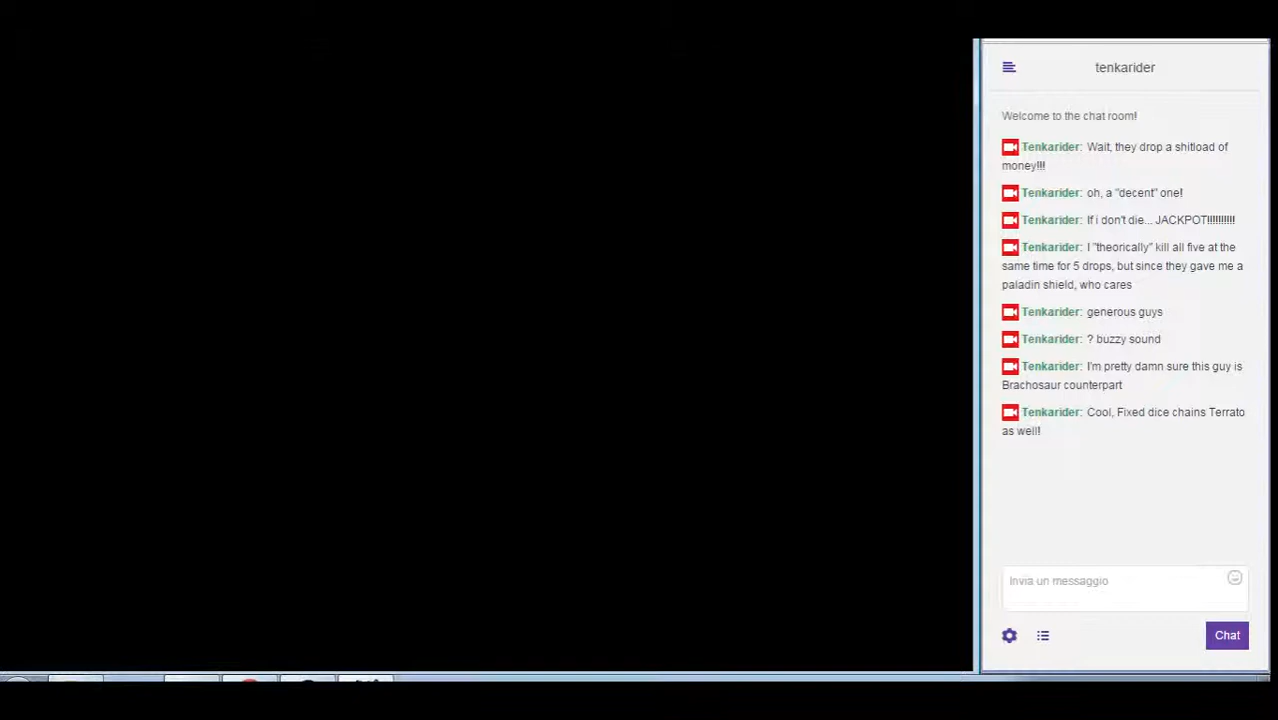 tenkarider
Welcome to the chat room!
Tenkarider: Wait, they drop a shitload of
money!!!
Tenkarider: oh, a "decent" one!
Tenkarider: If i don't die... JACKPOT!!!!!!!!!!
Tenkarider: I "theorically" kill all five at the
same time for 5 drops, but since they gave me a
paladin shield, who cares
Tenkarider: generous guys
Tenkarider: ? buzzy sound
Tenkarider: I'm pretty damn sure this guy is
Brachosaur counterpart
Tenkarider: Cool, Fixed dice chains Terrato
as well!
Invia un messaggio
Chat